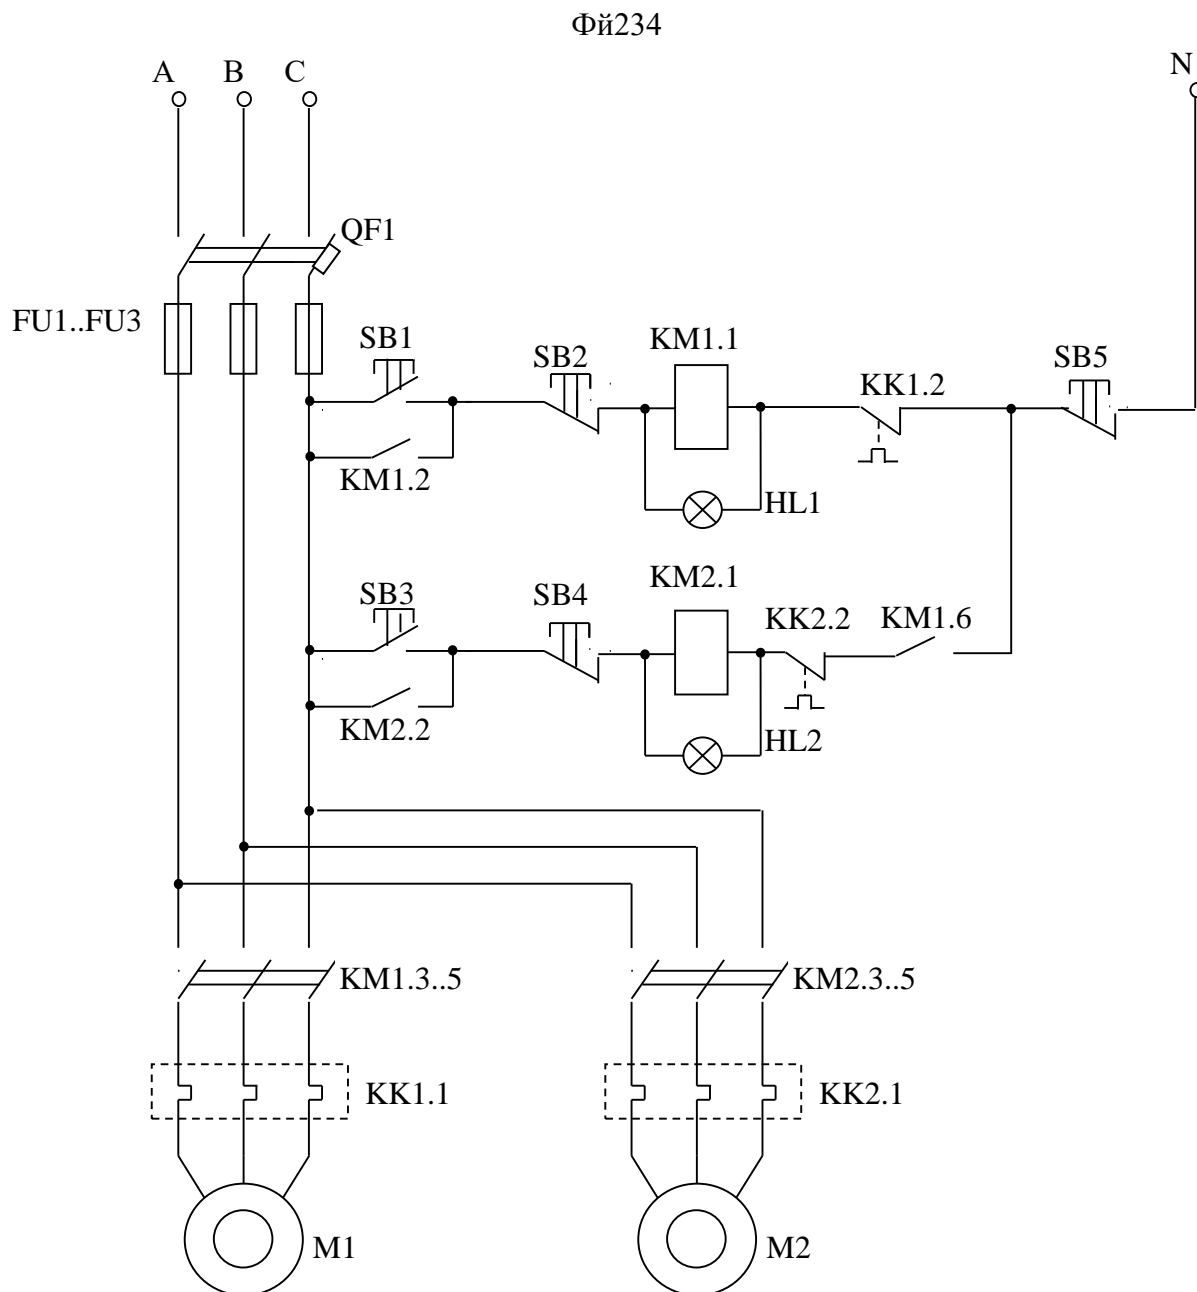 Фй234
A B C N
QF1
FU1..FU3
SB1 SB2 KM1.1 KK1.2 SB5
KM1.2 HL1
SB3 SB4 KM2.1 KK2.2 KM1.6
KM2.2 HL2
KM1.3..5 KM2.3..5
KK1.1 KK2.1
M1 M2